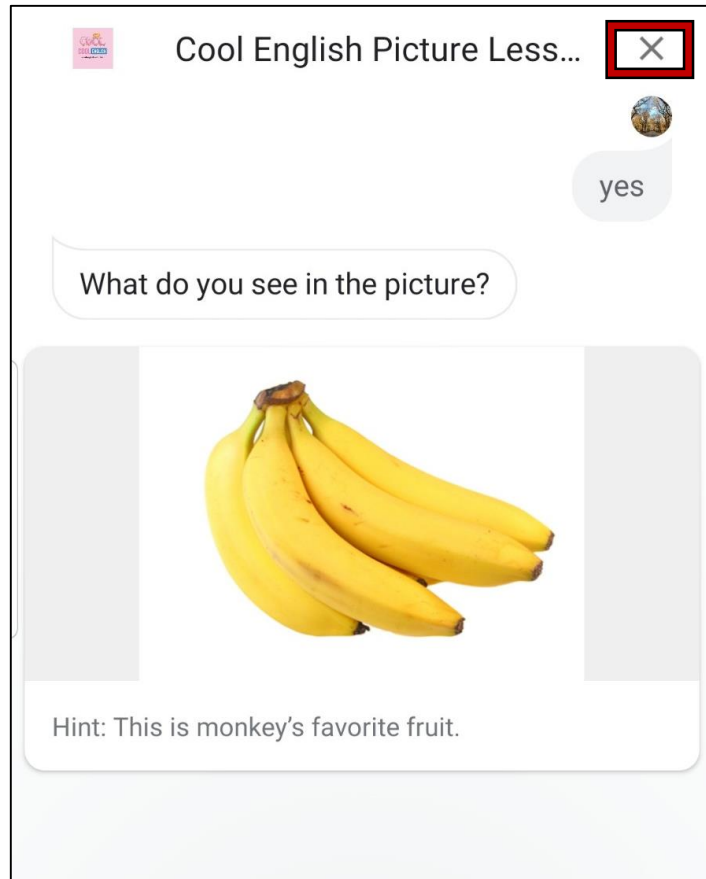 Cool English Picture Less...
yes
What do you see in the picture?
Hint: This is monkey’s favorite fruit.